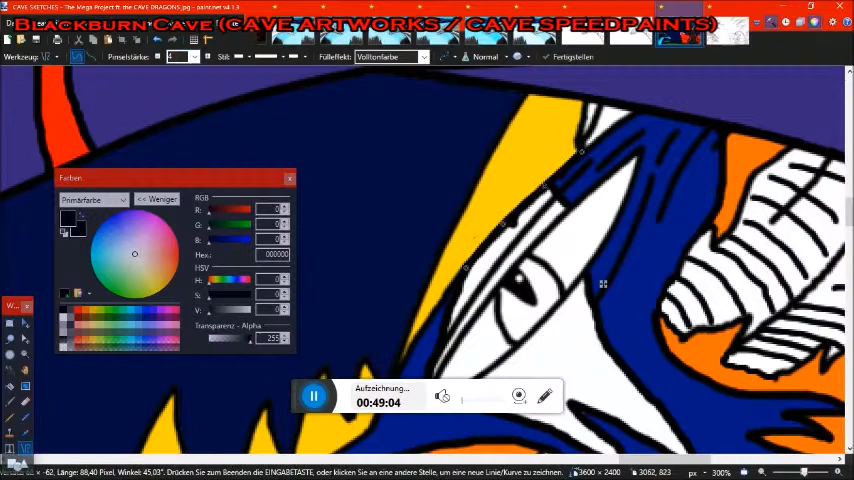 CAVE SKETCHES - The Mega Project ft. the CAVE DRAGONS.jpg - paint.net v4.1.3
Blackburn Cave (CAVE ARTWORKS / CAVE SPEEDPAINTS)
Werkzeug: Pinselstärke: 4 Stil: Fülleffekt: Volltonfarbe Normal Fertigstellen
Farben x
Primärfarbe << Weniger
RGB
R: 0
G: 0
B: 0
Hex: 000000
HSV
H: 0
S: 0
V: 0
Transparenz - Alpha
255
W... x
Aufzeichnung...
00:49:04
x -62, Länge: 88,40 Pixel, Winkel: 45,03°. Drücken Sie zum Beenden die EINGABETASTE, oder klicken Sie an eine andere Stelle, um eine neue Linie/Kurve zu zeichnen. 3600 × 2400 3062, 823 px 300%